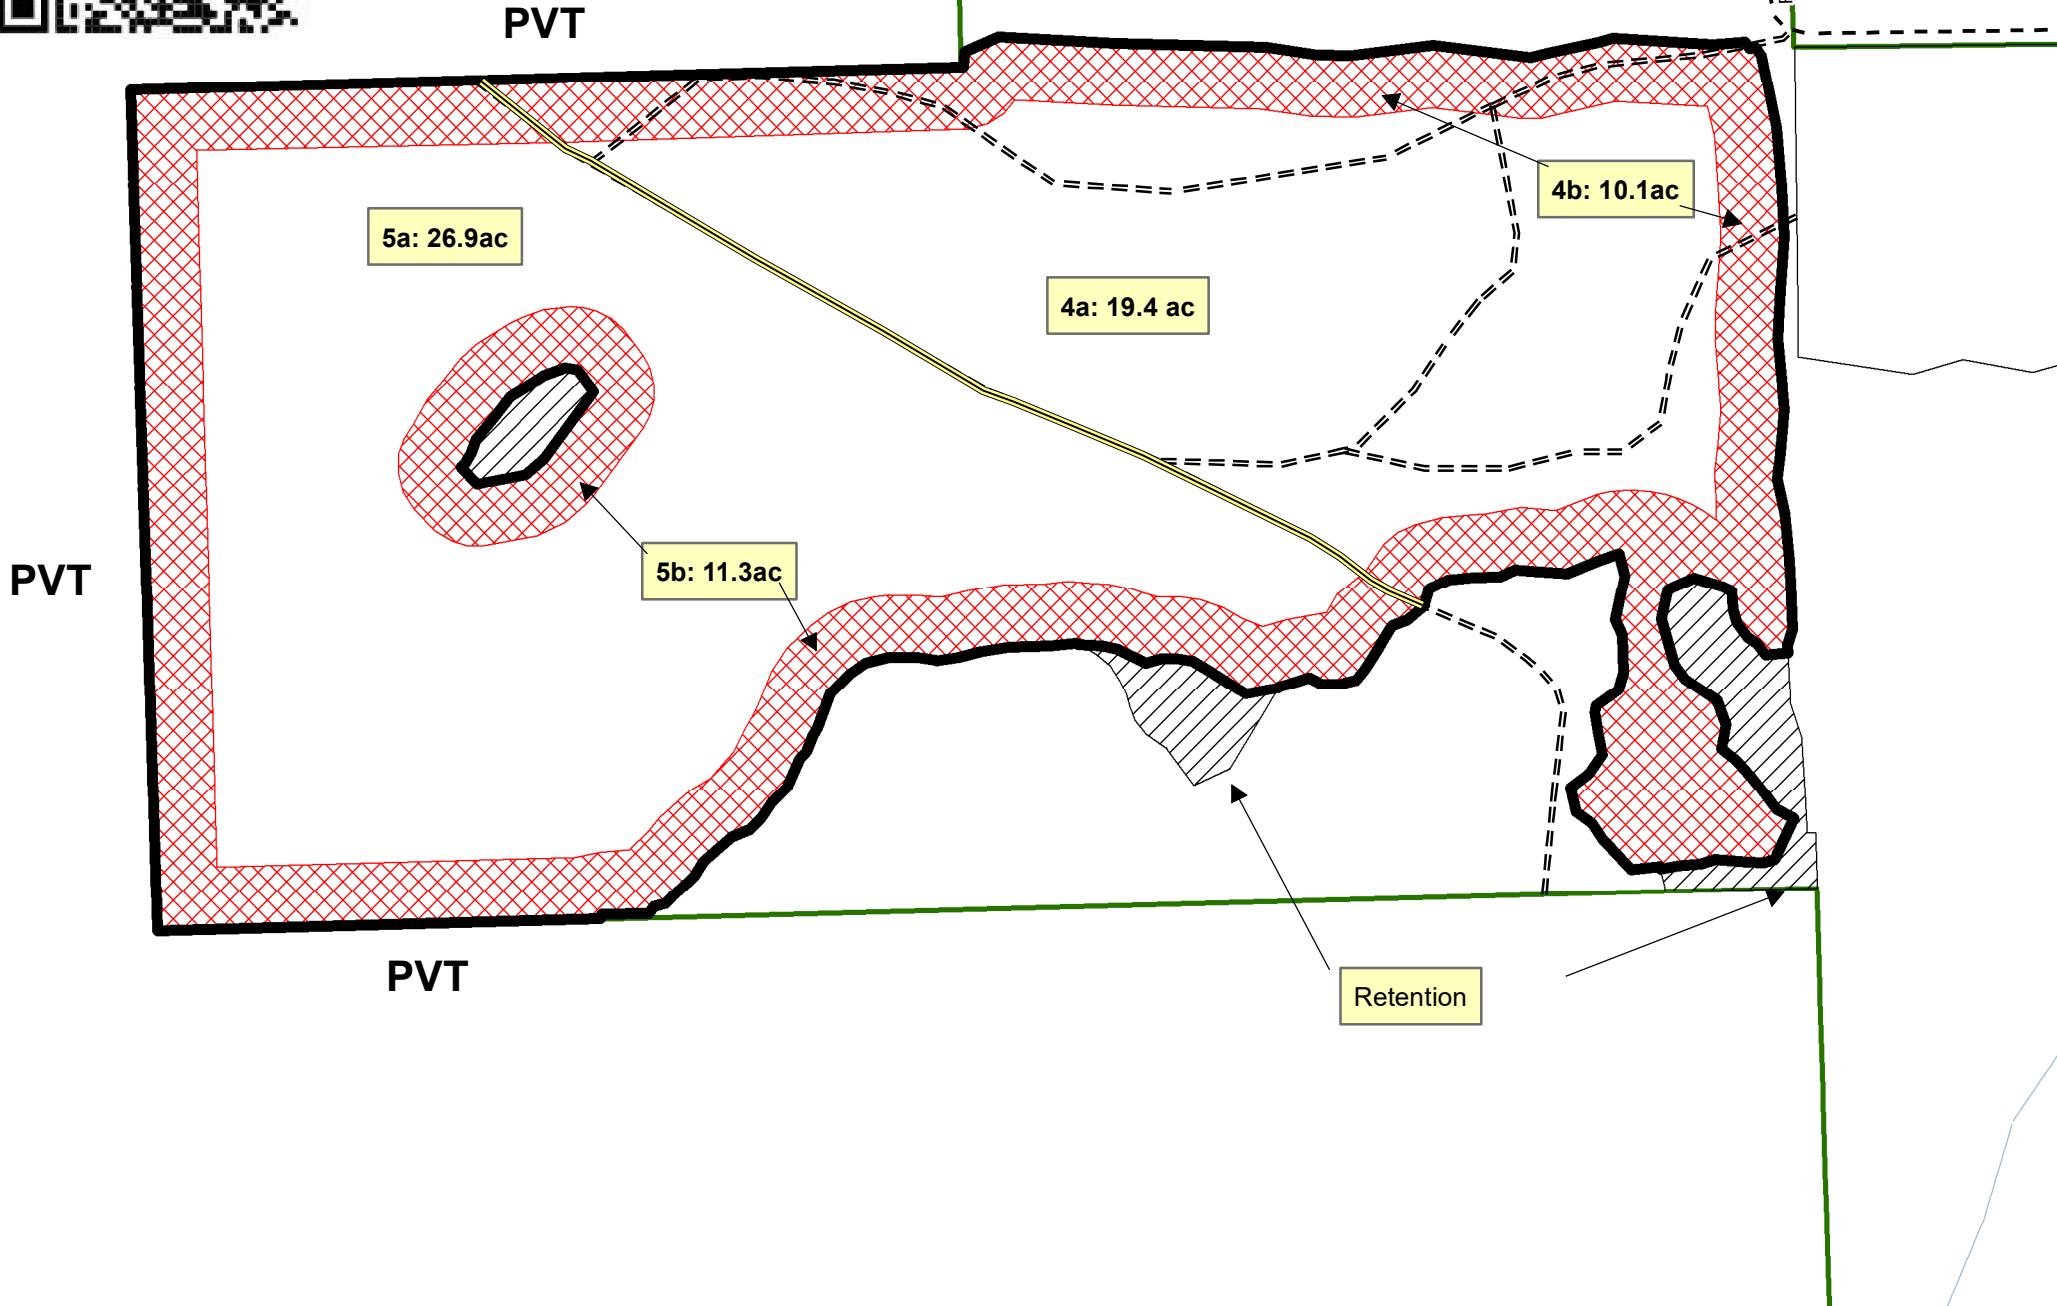 PVT
4b: 10.1ac
5a: 26.9ac
4a: 19.4 ac
5b: 11.3ac
PVT
PVT
Retention